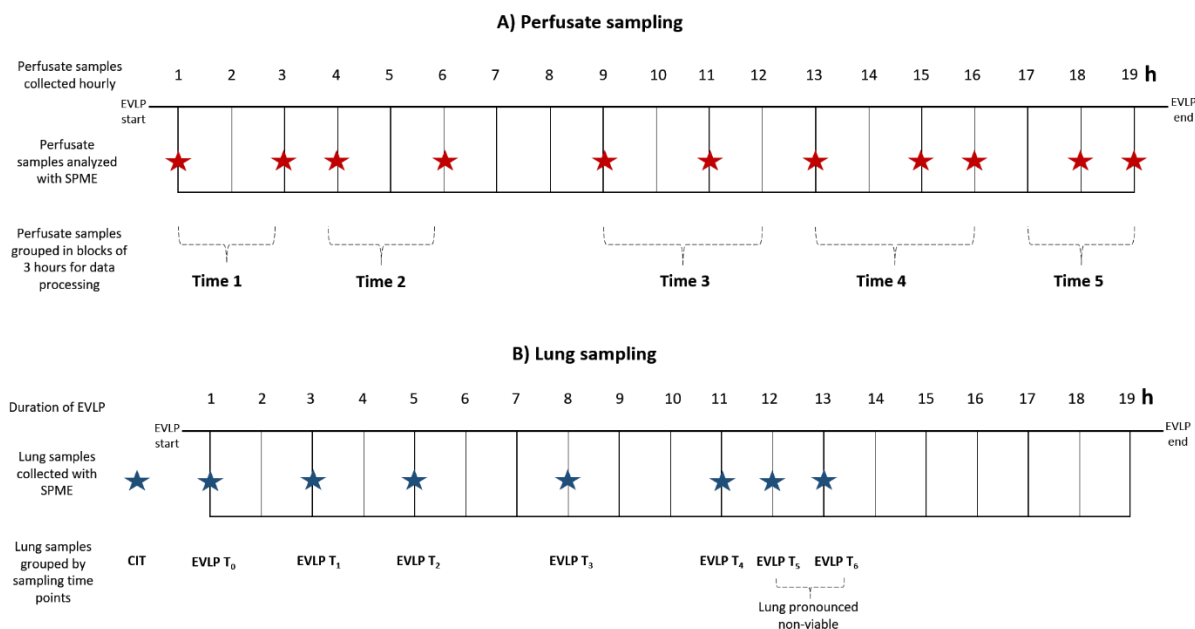 A) Perfusate sampling
Perfusate samples
collected hourly
1 2 3 4 5 6 7 8 9 10 11 12 13 14 15 16 17 18 19 h
EVLP
start
EVLP
end
Perfusate
samples analyzed
with SPME
Perfusate samples
grouped in blocks of
3 hours for data
processing
Time 1 Time 2 Time 3 Time 4 Time 5
B) Lung sampling
Duration of EVLP
1 2 3 4 5 6 7 8 9 10 11 12 13 14 15 16 17 18 19 h
EVLP
start
EVLP
end
Lung samples
collected with
SPME
Lung samples
grouped by
sampling time
points
CIT EVLP T₀ EVLP T₁ EVLP T₂ EVLP T₃ EVLP T₄ EVLP T₅ EVLP T₆
Lung pronounced
non-viable